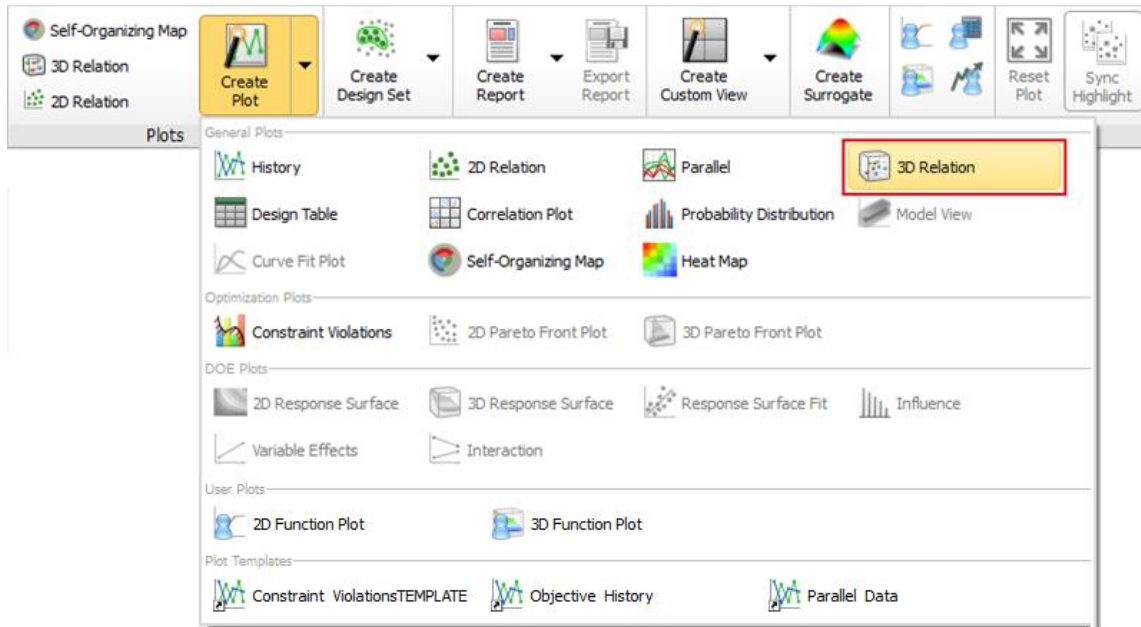 Self-Organizing Map
3D Relation
2D Relation
Plots
Create
Plot
Create
Design Set
Create
Report
Export
Report
Create
Custom View
Create
Surrogate
Reset
Plot
Sync
Highlight
General Plots
History
2D Relation
Parallel
3D Relation
Design Table
Correlation Plot
Probability Distribution
Model View
Curve Fit Plot
Self-Organizing Map
Heat Map
Optimization Plots
Constraint Violations
2D Pareto Front Plot
3D Pareto Front Plot
DOE Plots
2D Response Surface
3D Response Surface
Response Surface Fit
Influence
Variable Effects
Interaction
User Plots
2D Function Plot
3D Function Plot
Plot Templates
Constraint ViolationsTEMPLATE
Objective History
Parallel Data